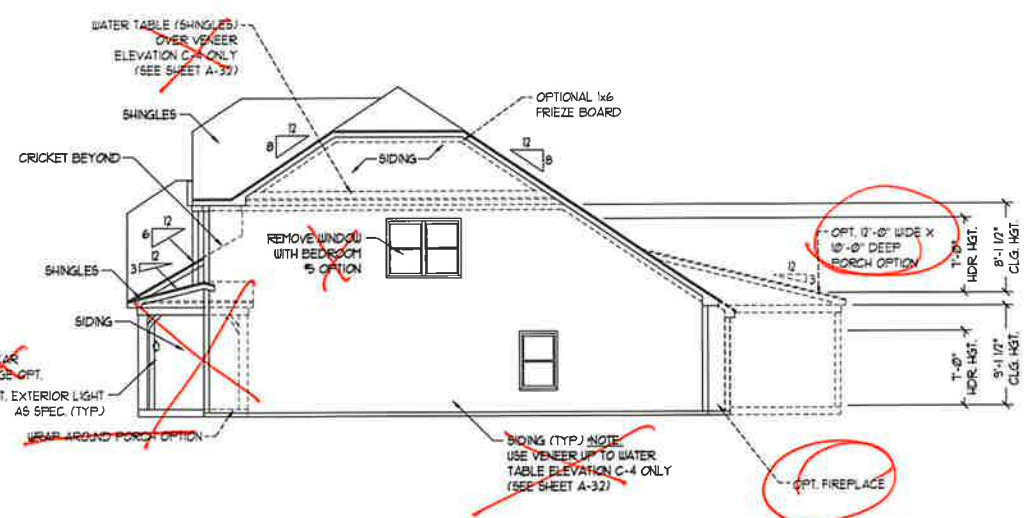 WATER TABLE (SHINGLES)
OVER VENEER
ELEVATION C-4 ONLY
(SEE SHEET A-32)
SHINGLES
OPTIONAL 1x6
FRIEZE BOARD
12
8
SIDING
12
8
CRICKET BEYOND
12
6
12
3
SHINGLES
REMOVE WINDOW
WITH BEDROOM
#5 OPTION
OPT. 12'-0" WIDE X
10'-0" DEEP
PORCH OPTION
12
3
7'-0"
HDR. HGT.
8'-1 1/2"
CLG. HGT.
SIDING
OPT.
EXTERIOR LIGHT
AS SPEC. (TYP.)
WRAP AROUND PORCH OPTION
SIDING (TYP.) NOTE:
USE VENEER UP TO WATER
TABLE ELEVATION C-4 ONLY
(SEE SHEET A-32)
OPT. FIREPLACE
7'-0"
HDR. HGT.
9'-1 1/2"
CLG. HGT.